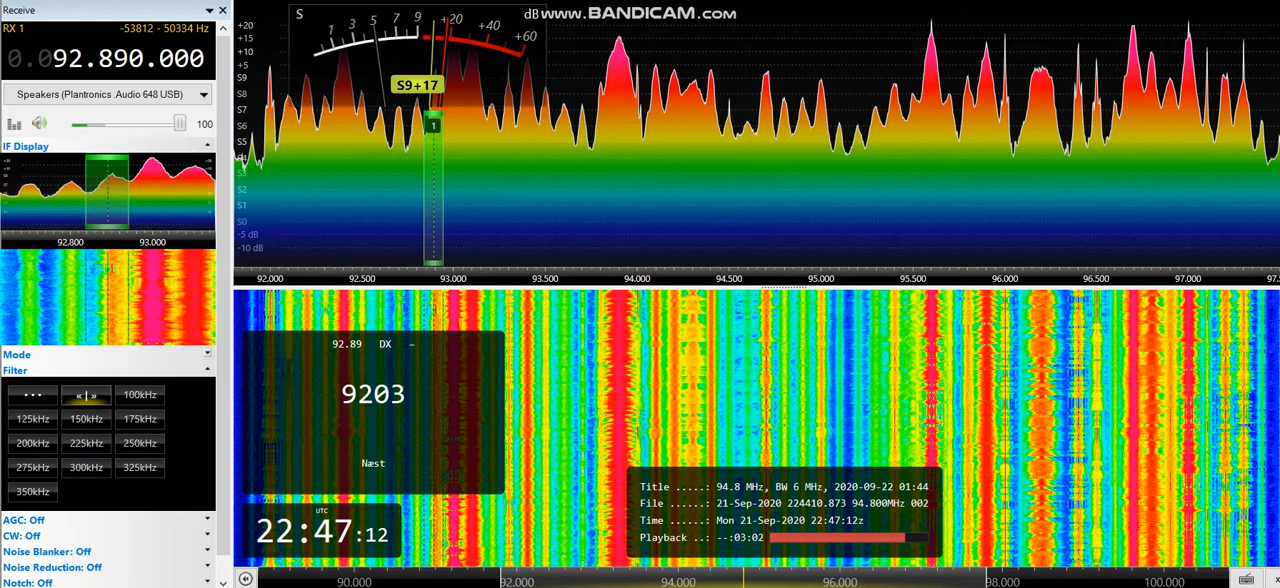 Receive
RX 1 -53812 - 50334 Hz
0.092.890.000
Speakers (Plantronics .Audio 648 USB)
100
IF Display
92.800 93.000
Mode
Filter
••• «|» 100kHz
125kHz 150kHz 175kHz
200kHz 225kHz 250kHz
275kHz 300kHz 325kHz
350kHz
AGC: Off
CW: Off
Noise Blanker: Off
Noise Reduction: Off
Notch: Off
www.BANDICAM.com
S dB
1 3 5 7 9 +20 +40 +60
S9+17
1
+20
+15
+10
+5
S9
S8
S7
S6
S5
S4
S3
S2
S1
S0
-5 dB
-10 dB
92.000 92.500 93.000 93.500 94.000 94.500 95.000 95.500 96.000 96.500 97.000 97.5
92.89 DX –
9203
Næst
UTC
22:47:12
Title .....: 94.8 MHz, BW 6 MHz, 2020-09-22 01:44
File ......: 21-Sep-2020 224410.873 94.800MHz 002
Time ......: Mon 21-Sep-2020 22:47:12z
Playback ..: --:03:02
90.000 92.000 94.000 96.000 98.000 100.000